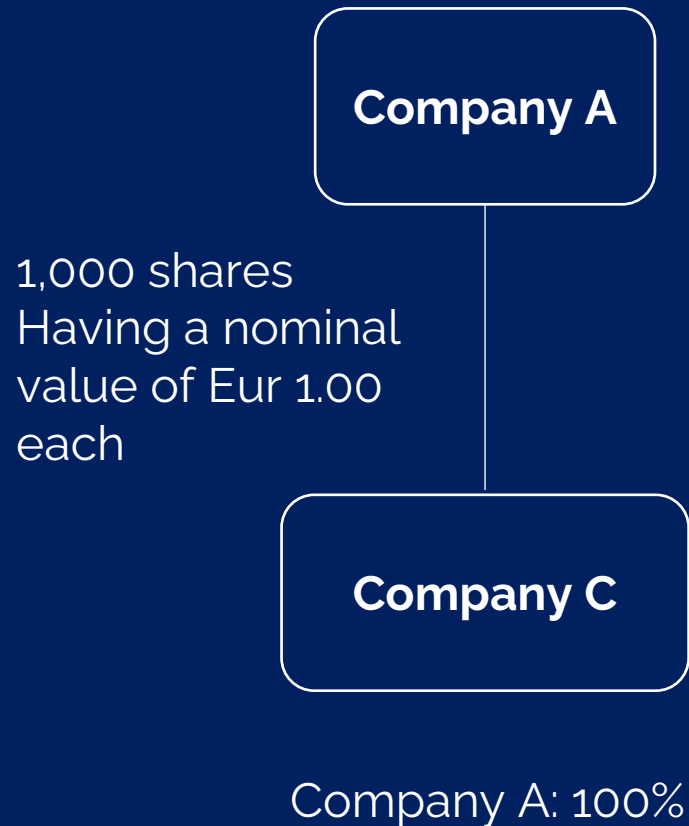 Company A
1,000 shares
Having a nominal
value of Eur 1.00
each
Company C
Company A: 100%